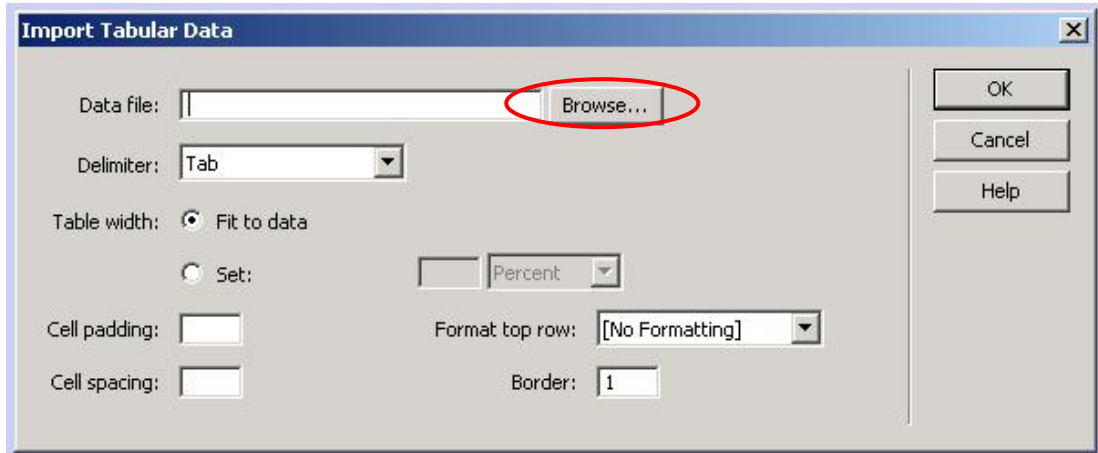 Import Tabular Data
Data file: Browse... OK
Cancel
Delimiter: Tab
Help
Table width: Fit to data
Set: Percent
Cell padding: Format top row: [No Formatting]
Cell spacing: Border: 1